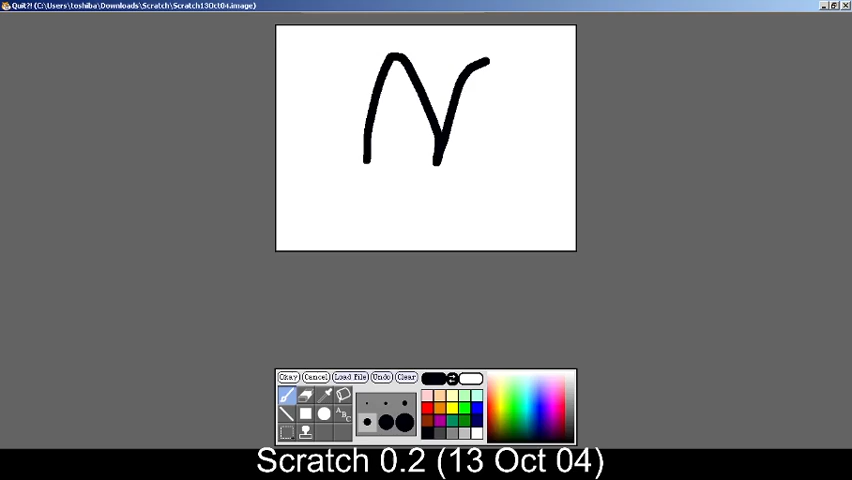 Quit?! (C:\Users\toshiba\Downloads\Scratch\Scratch13Oct04.image)
N
Okay Cancel Load File Undo Clear
ABC
Scratch 0.2 (13 Oct 04)